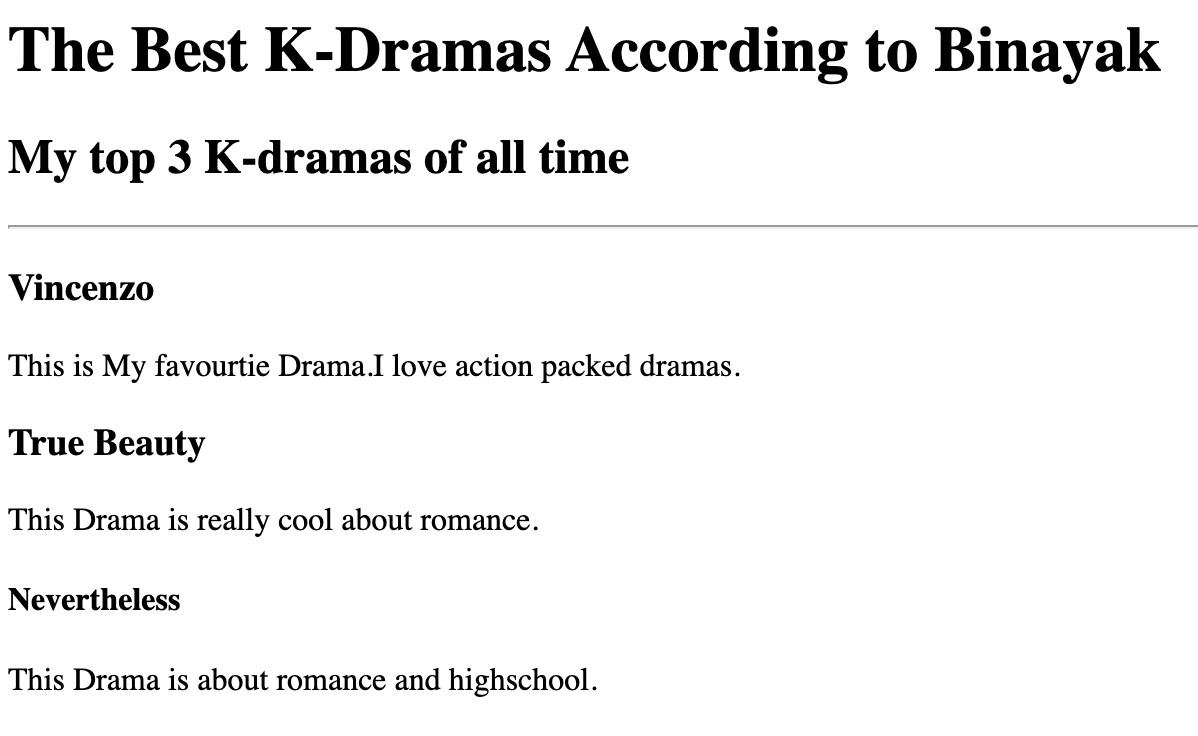 The Best K-Dramas According to Binayak
My top 3 K-dramas of all time
Vincenzo
This is My favourtie Drama.I love action packed dramas.
True Beauty
This Drama is really cool about romance.
Nevertheless
This Drama is about romance and highschool.